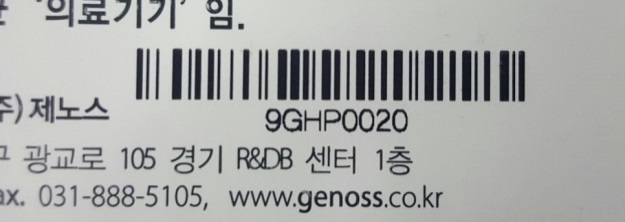 '의료기기' 임.
9GHP0020
주) 제노스
광교로 105 경기 R&DB 센터 1층
ax. 031-888-5105, www.genoss.co.kr